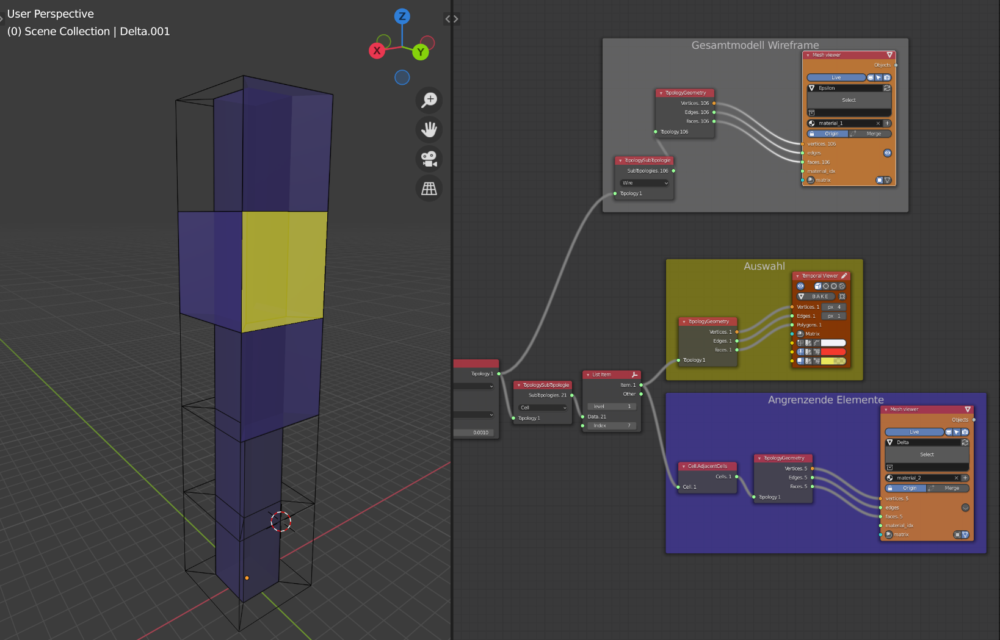 User Perspective
(0) Scene Collection | Delta.001
Z
X
Y
Gesamtmodell Wireframe
Mesh viewer
Objects
Live
Epsilon
Select
material_1
Origin
Merge
vertices. 106
edges
faces. 106
material_idx
matrix
TopologyGeometry
Vertices. 106
Edges. 106
Faces. 106
Topology 106
TopologySubTopologie
SubTopologies. 106
Wire
Topology 1
Auswahl
Temporal Viewer
BAKE
Vertices. 1
px 4
Edges. 1
px 1
Polygons. 1
Matrix
TopologyGeometry
Vertices. 1
Edges. 1
Faces. 1
Topology 1
Topology 1
0.0010
TopologySubTopologie
SubTopologies. 21
Cell
Topology 1
List Item
Item. 1
Other
level 1
Data. 21
Index 7
Angrenzende Elemente
Mesh viewer
Objects
Live
Delta
Select
material_2
Origin
Merge
vertices. 5
edges
faces. 5
material_idx
matrix
Cell.AdjacentCells
Cells. 1
Cell. 1
TopologyGeometry
Vertices. 5
Edges. 5
Faces. 5
Topology 1